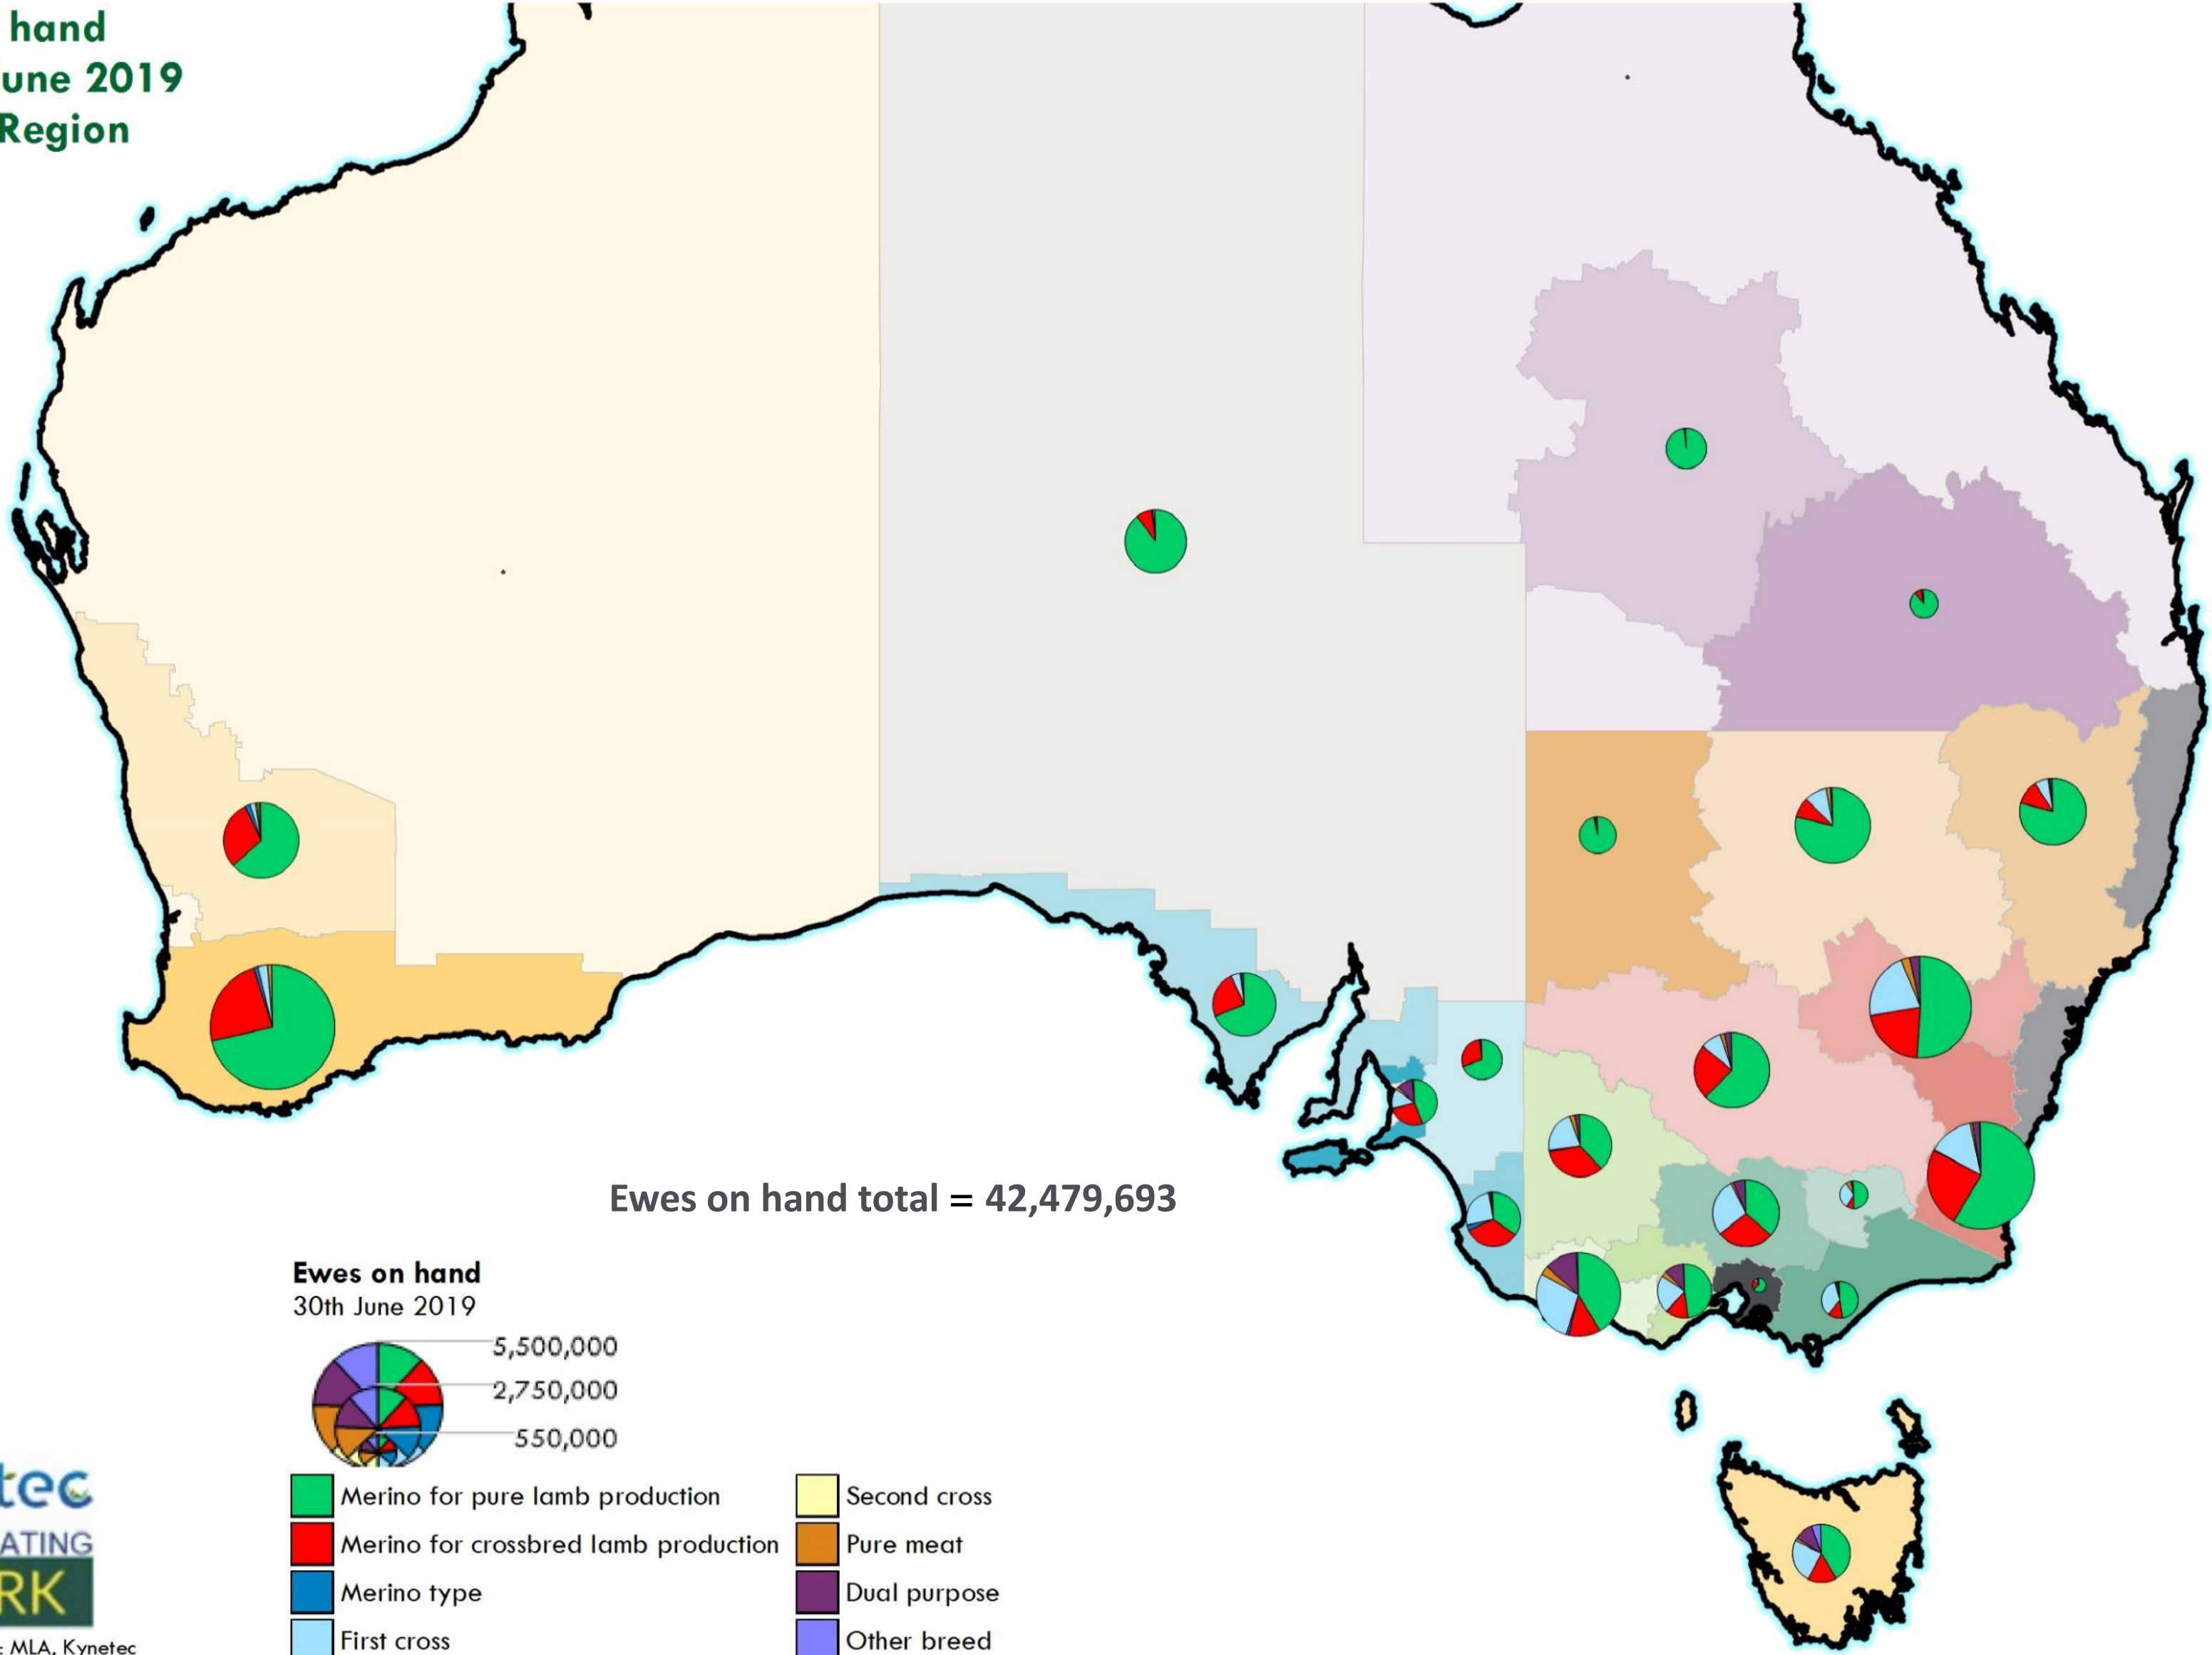 hand
une 2019
Region
Ewes on hand total = 42,479,693
Ewes on hand
30th June 2019
5,500,000
2,750,000
550,000
Merino for pure lamb production
Merino for crossbred lamb production
Merino type
First cross
Second cross
Pure meat
Dual purpose
Other breed
tec
ATING
RK
: MLA, Kynetec